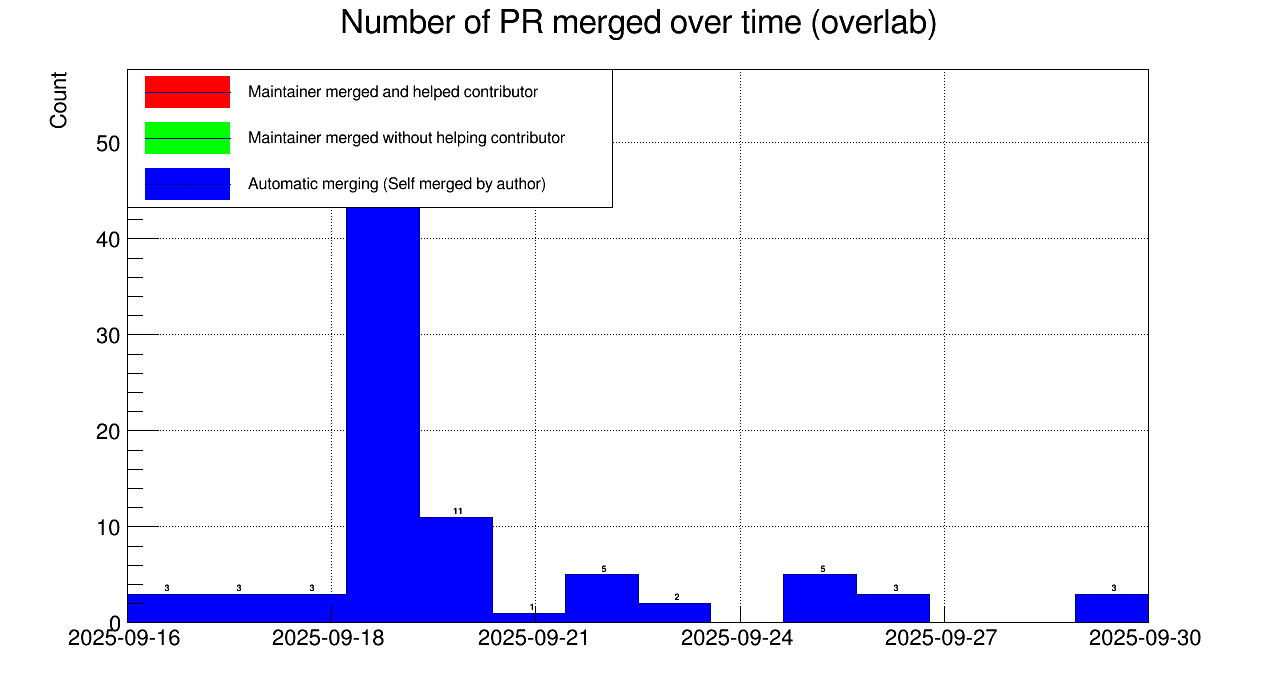 Number of PR merged over time (overlab)
Count
Maintainer merged and helped contributor
Maintainer merged without helping contributor
Automatic merging (Self merged by author)
50
40
30
20
10
0
3 3 3 11 1 5 2 5 3 3
2025-09-16 2025-09-18 2025-09-21 2025-09-24 2025-09-27 2025-09-30